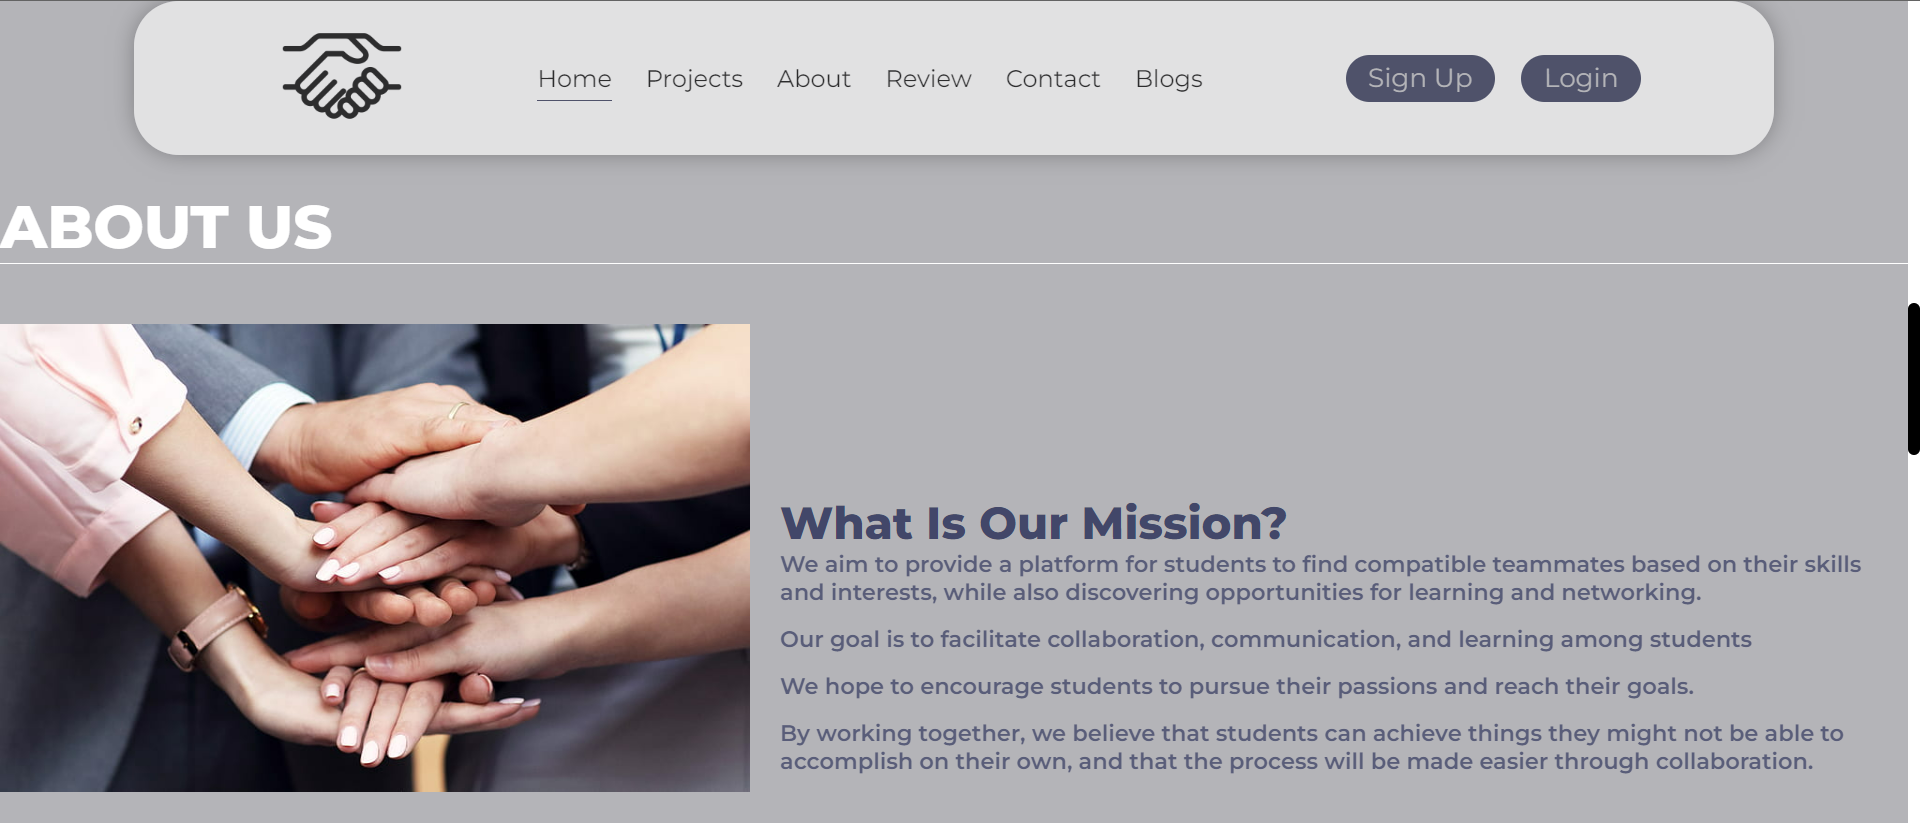 Home Projects About Review Contact Blogs Sign Up Login
ABOUT US
What Is Our Mission?
We aim to provide a platform for students to find compatible teammates based on their skills
and interests, while also discovering opportunities for learning and networking.
Our goal is to facilitate collaboration, communication, and learning among students
We hope to encourage students to pursue their passions and reach their goals.
By working together, we believe that students can achieve things they might not be able to
accomplish on their own, and that the process will be made easier through collaboration.